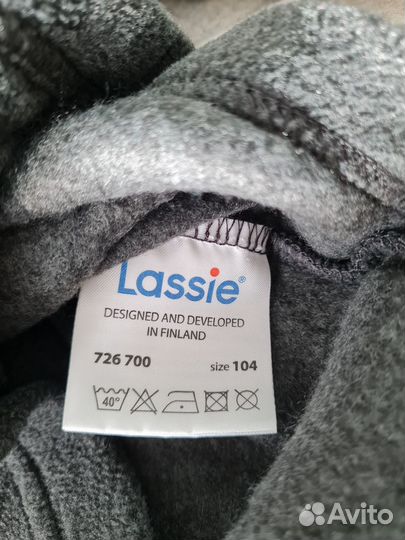 Lassie®
DESIGNED AND DEVELOPED
IN FINLAND
726 700 size 104
40°
Avito